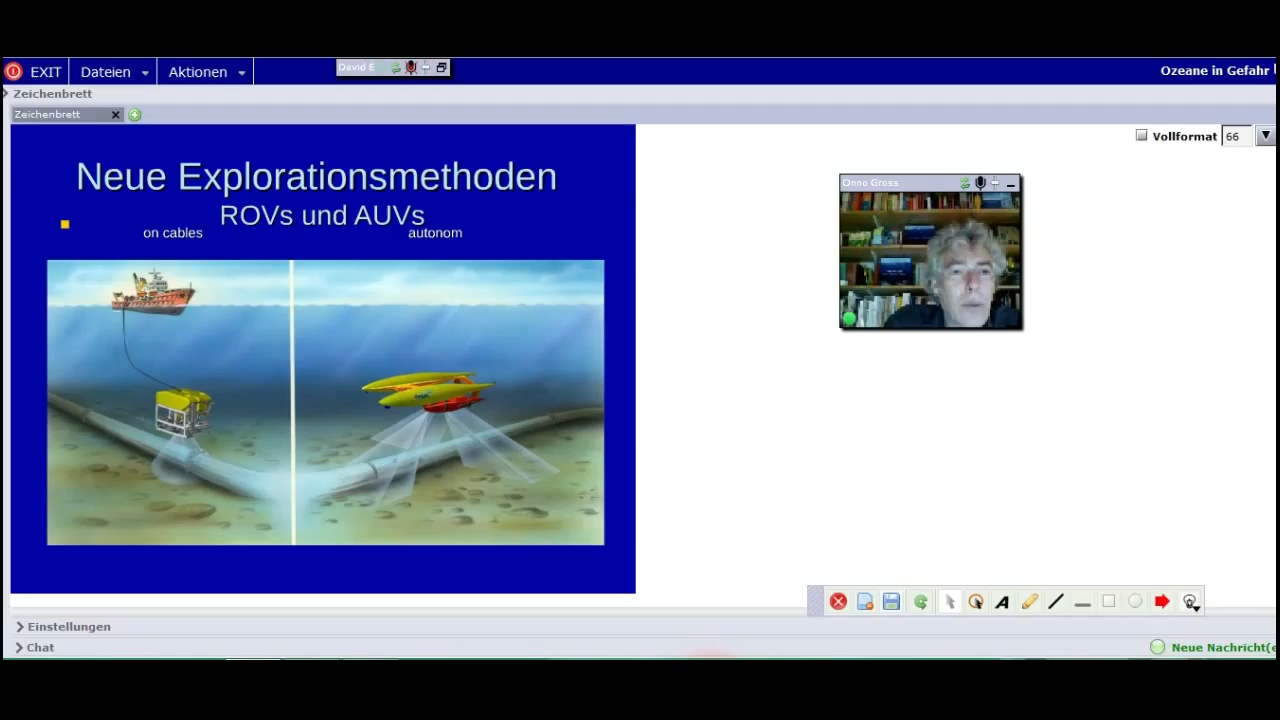 EXIT Dateien Aktionen
David E
Ozeane in Gefahr
Zeichenbrett
Zeichenbrett
Vollformat 66
Neue Explorationsmethoden
ROVs und AUVs
on cables autonom
Onno Gross
A
Einstellungen
Chat
Neue Nachricht(e